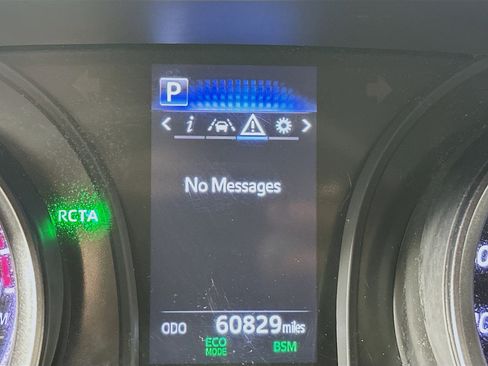 P
i
No Messages
RCTA
ODO 60829 miles
ECO
MODE
BSM